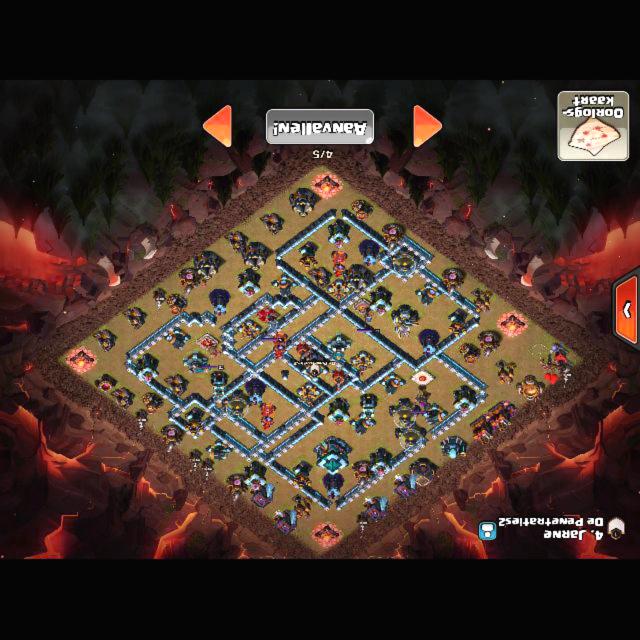 4. Jarne
De Penetraties2
4/5
Aanvallen!
Oorlogs-
kaart